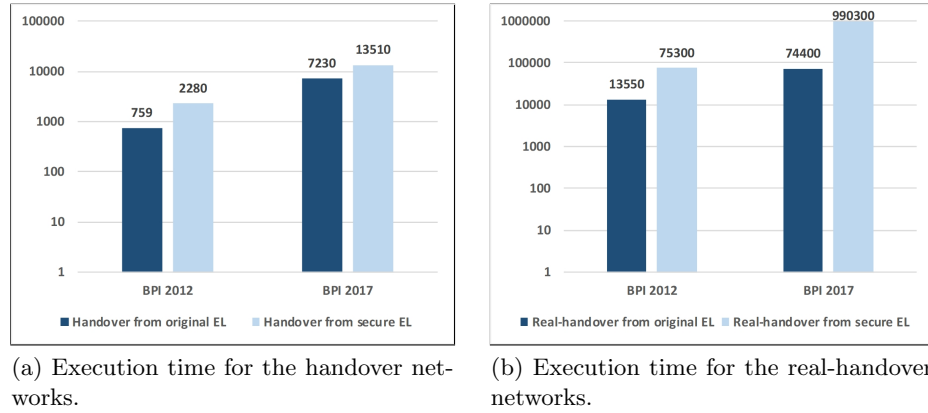 100000
10000
1000
100
10
1
759
2280
7230
13510
BPI 2012
BPI 2017
Handover from original EL
Handover from secure EL
(a) Execution time for the handover net-
works.
1000000
100000
10000
1000
100
10
1
13550
75300
74400
990300
BPI 2012
BPI 2017
Real-handover from original EL
Real-handover from secure EL
(b) Execution time for the real-handover
networks.